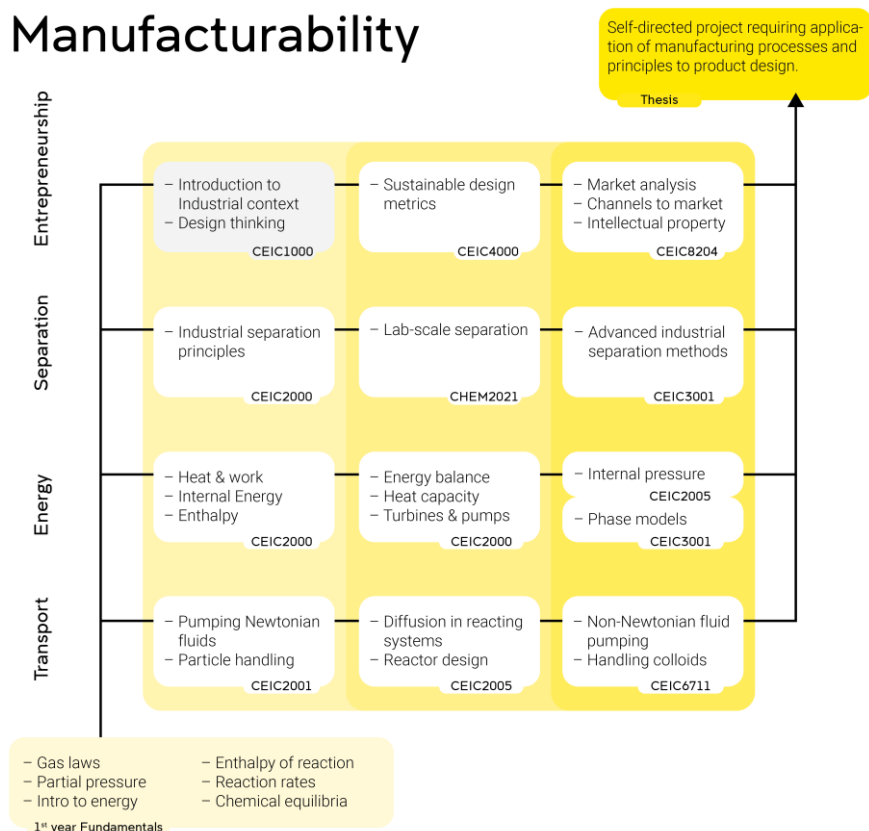 Manufacturability
Self-directed project requiring applica-
tion of manufacturing processes and
principles to product design.
Thesis
Entrepreneurship
– Introduction to
Industrial context
– Design thinking
CEIC1000
– Sustainable design
metrics
CEIC4000
– Market analysis
– Channels to market
– Intellectual property
CEIC8204
Separation
– Industrial separation
principles
CEIC2000
– Lab-scale separation
CHEM2021
– Advanced industrial
separation methods
CEIC3001
Energy
– Heat & work
– Internal Energy
– Enthalpy
CEIC2000
– Energy balance
– Heat capacity
– Turbines & pumps
CEIC2000
– Internal pressure
CEIC2005
– Phase models
CEIC3001
Transport
– Pumping Newtonian
fluids
– Particle handling
CEIC2001
– Diffusion in reacting
systems
– Reactor design
CEIC2005
– Non-Newtonian fluid
pumping
– Handling colloids
CEIC6711
– Gas laws
– Partial pressure
– Intro to energy
– Enthalpy of reaction
– Reaction rates
– Chemical equilibria
1st year Fundamentals